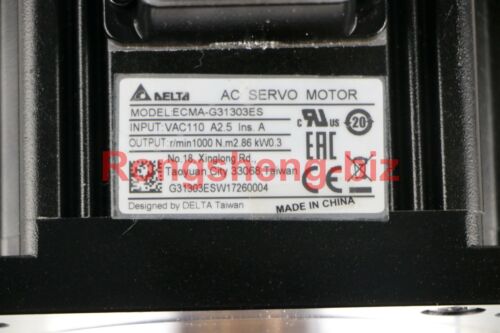 DELTA AC SERVO MOTOR
MODEL:ECMA-G31303ES
INPUT:VAC110 A2.5 Ins. A
OUTPUT: r/min1000 N.m2.86 kW0.3
No.18, Xinglong Rd.,
Taoyuan City 33068,Taiwan
G31303ESW17260004
Designed by DELTA Taiwan
MADE IN CHINA
c RU US
20
EAC
CE
Rongsheng-biz